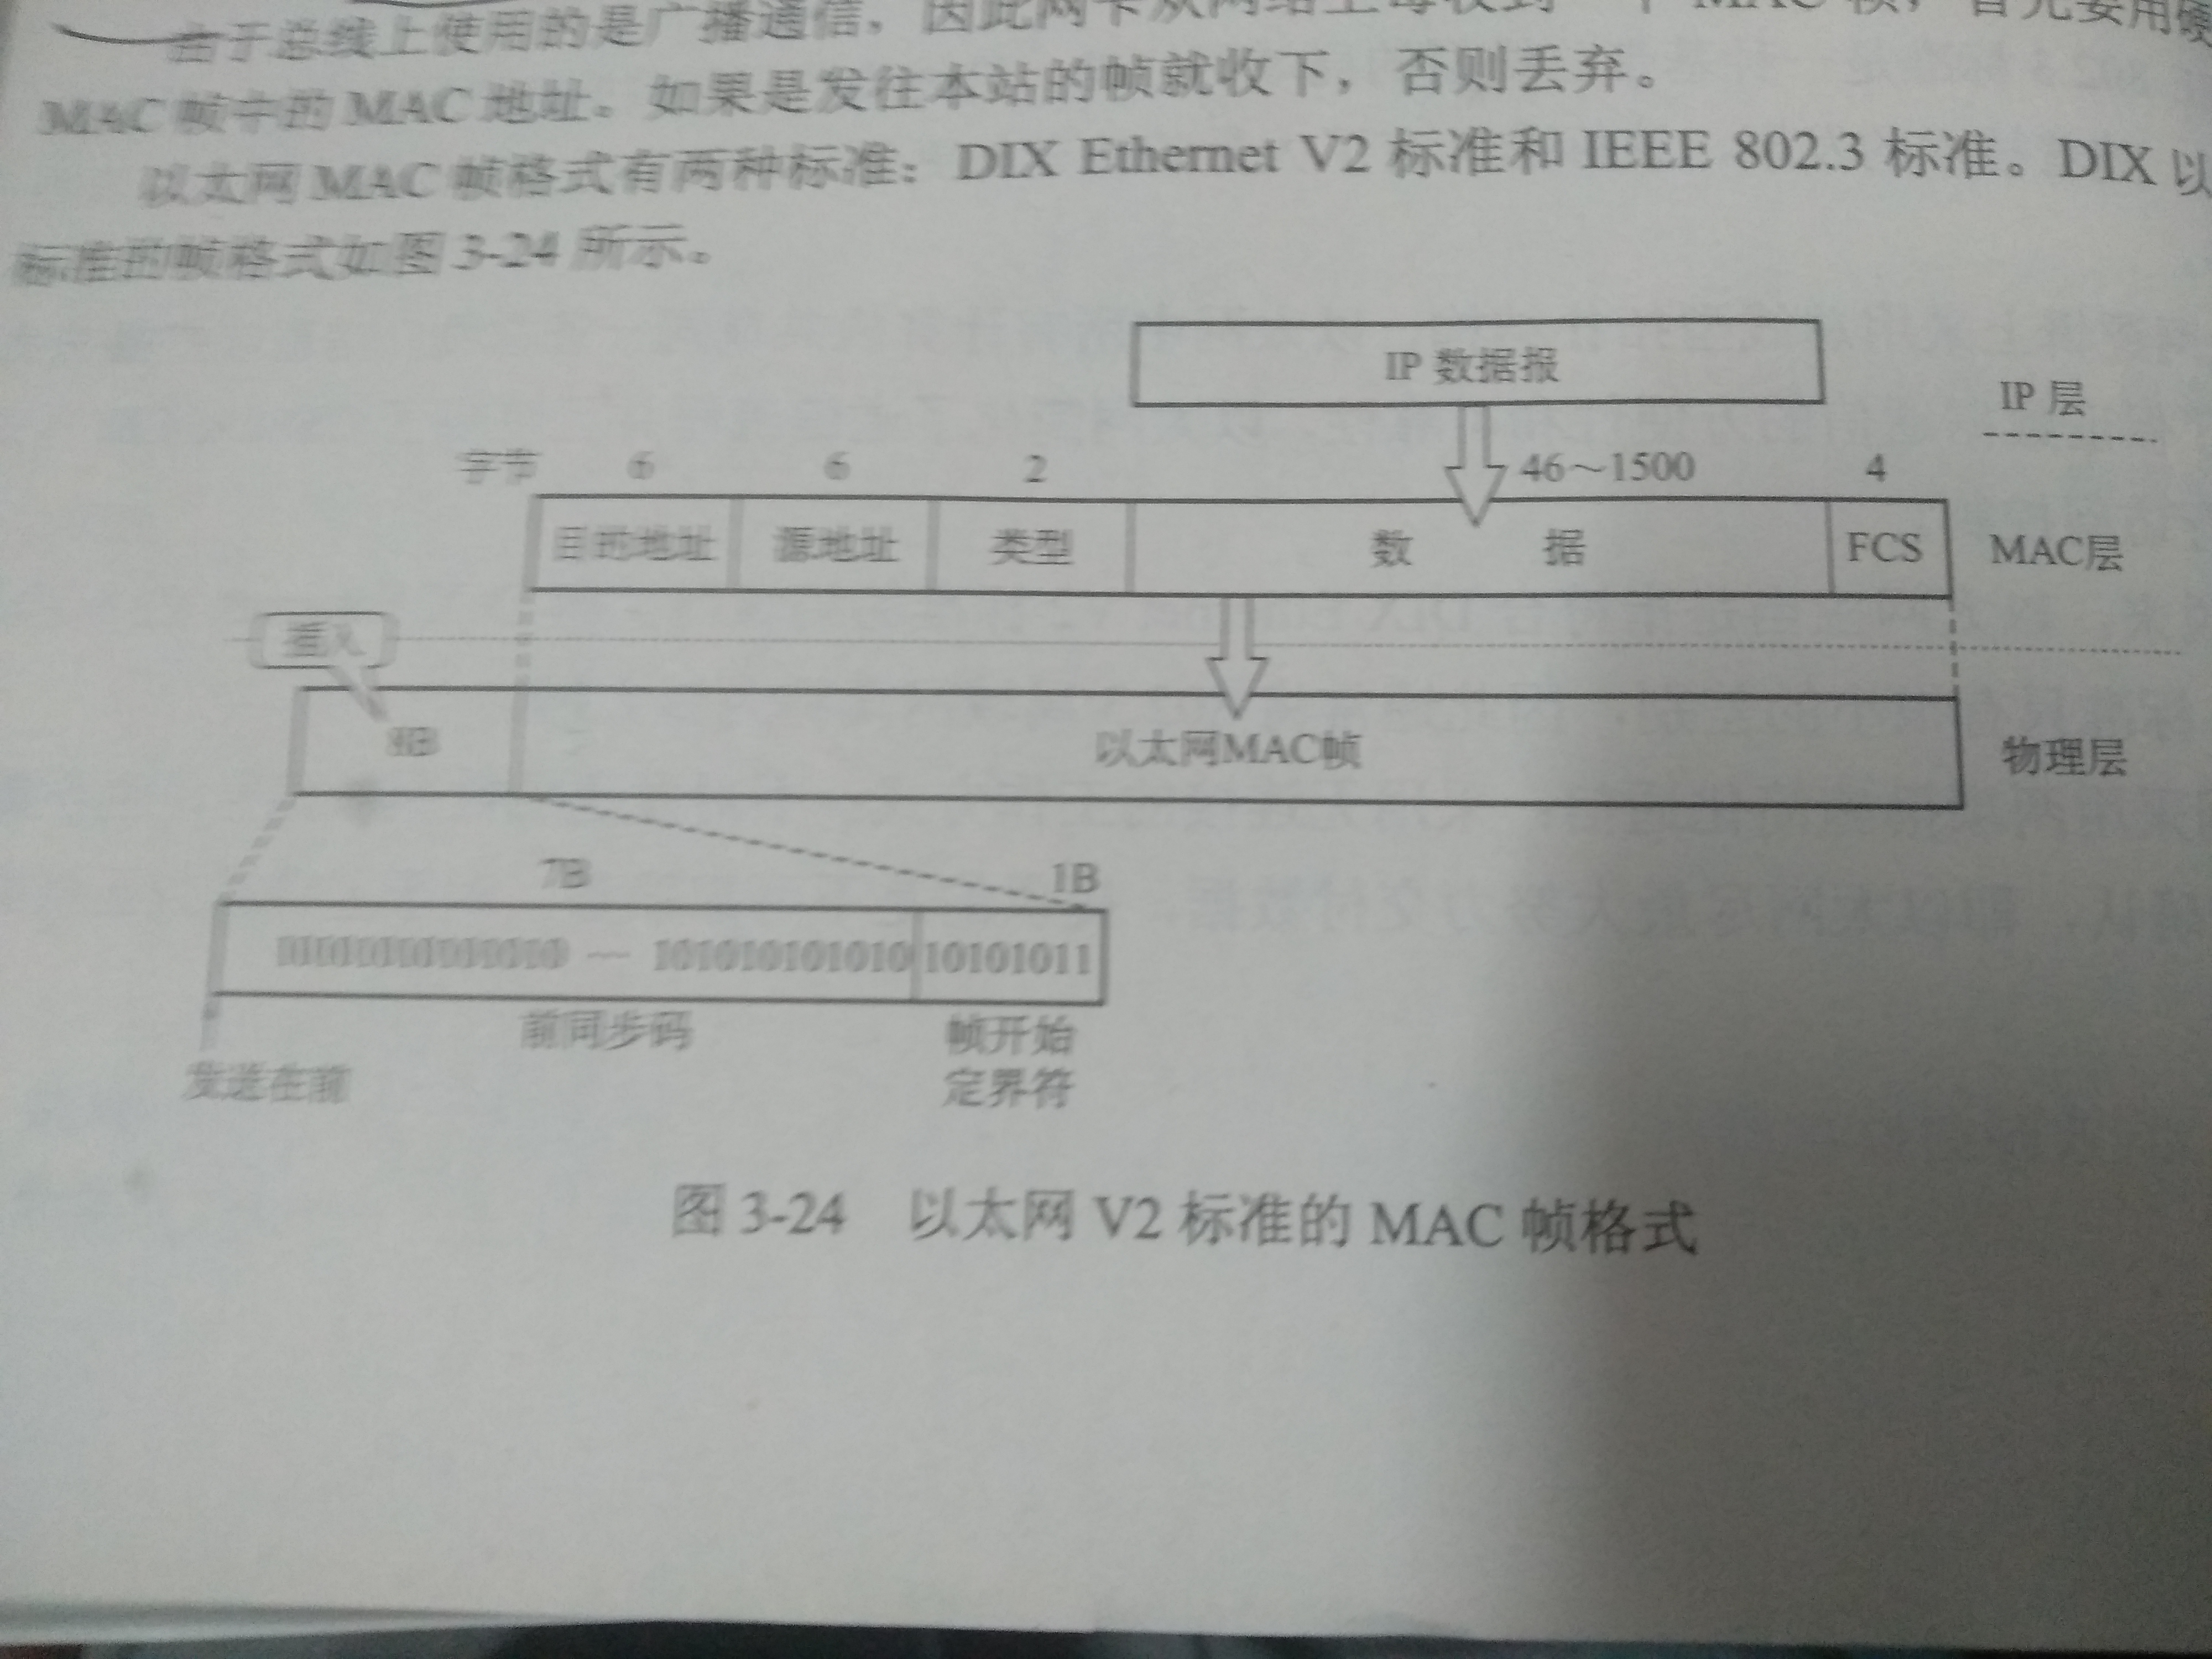 由于总线上使用的是广播通信，因此网卡从网络上每收到一个 MAC 帧，首先要用硬
MAC 帧中的 MAC 地址。如果是发往本站的帧就收下，否则丢弃。
以太网 MAC 帧格式有两种标准：DIX Ethernet V2 标准和 IEEE 802.3 标准。DIX 以
标准的帧格式如图 3-24 所示。
IP 数据报
IP 层
字节 6 6 2 46～1500 4
目的地址 源地址 类型 数 据 FCS MAC层
插入
8B 以太网MAC帧 物理层
7B 1B
10101010101010 … 10101010101010 10101011
前同步码 帧开始
定界符
发送在前
图 3-24 以太网 V2 标准的 MAC 帧格式